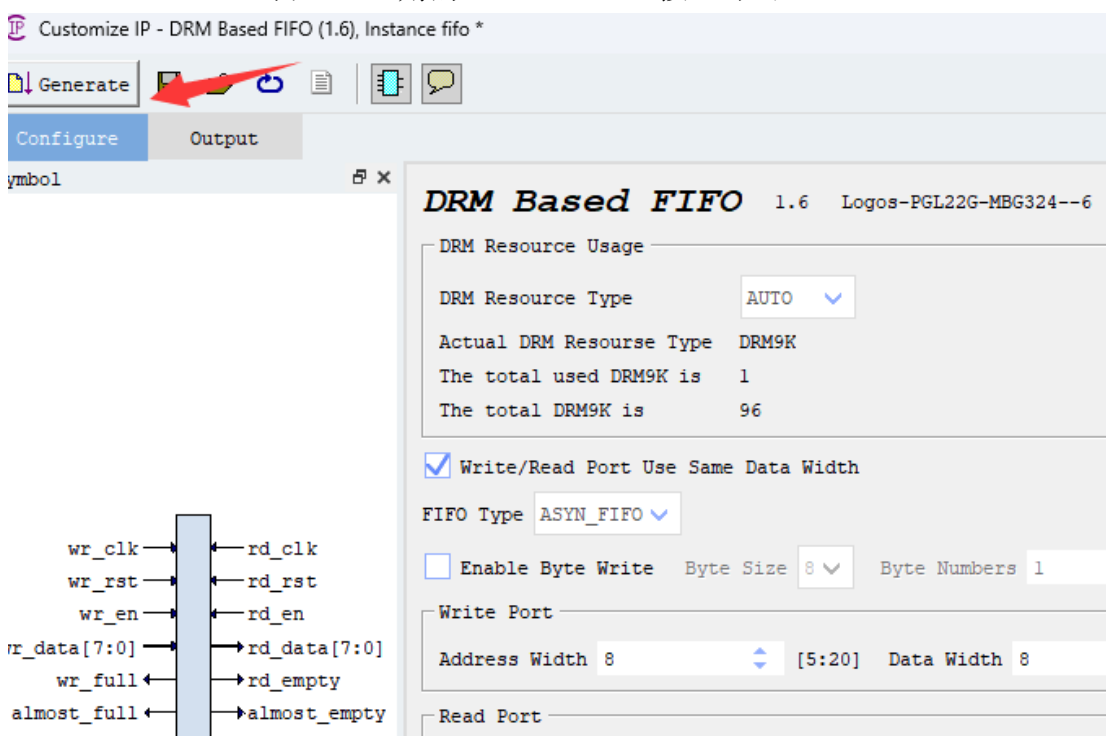 Customize IP - DRM Based FIFO (1.6), Instance fifo *
Generate
Configure Output
ymbol
DRM Based FIFO 1.6 Logos-PGL22G-MBG324--6
DRM Resource Usage
DRM Resource Type AUTO
Actual DRM Resourse Type DRM9K
The total used DRM9K is 1
The total DRM9K is 96
Write/Read Port Use Same Data Width
FIFO Type ASYN_FIFO
Enable Byte Write Byte Size 8 Byte Numbers 1
Write Port
Address Width 8 [5:20] Data Width 8
Read Port
wr_clk rd_clk
wr_rst rd_rst
wr_en rd_en
wr_data[7:0] rd_data[7:0]
wr_full rd_empty
almost_full almost_empty